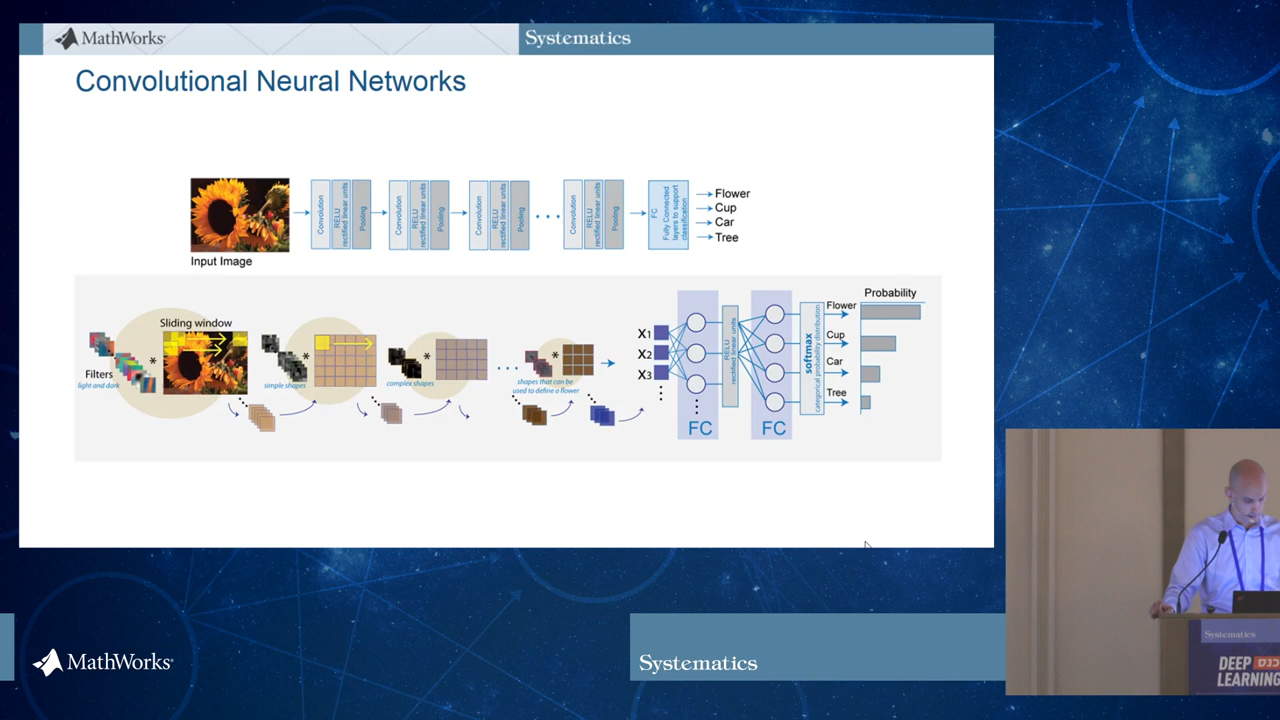 MathWorks®
Systematics
Convolutional Neural Networks
Input Image
Convolution
RELU
rectified linear units
Pooling
Convolution
RELU
rectified linear units
Pooling
Convolution
RELU
rectified linear units
Pooling
...
Convolution
RELU
rectified linear units
Pooling
FC
Fully Connected
layers to support
classification
Flower
Cup
Car
Tree
Sliding window
Filters
light and dark
*
simple shapes
*
complex shapes
*
...
shapes that can be
used to define a flower
*
X1
X2
X3
FC
RELU
rectified linear units
FC
softmax
categorical probability distribution
Probability
Flower
Cup
Car
Tree
MathWorks®
Systematics
Systematics
DEEP כנס
LEARNING